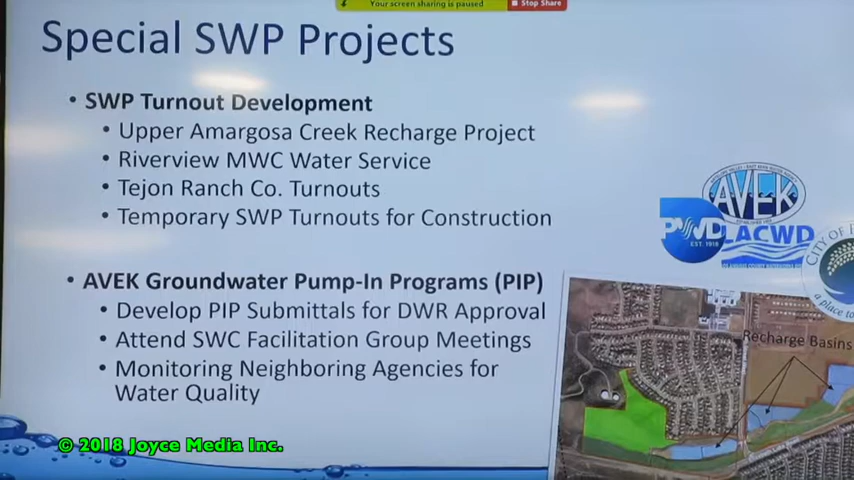 Your screen sharing is paused
Stop Share
Special SWP Projects
• SWP Turnout Development
• Upper Amargosa Creek Recharge Project
• Riverview MWC Water Service
• Tejon Ranch Co. Turnouts
• Temporary SWP Turnouts for Construction
AVEK
PWD
EST. 1918
LACWD
CITY OF
a place to
• AVEK Groundwater Pump-In Programs (PIP)
• Develop PIP Submittals for DWR Approval
• Attend SWC Facilitation Group Meetings
• Monitoring Neighboring Agencies for
Water Quality
Recharge Basins
© 2018 Joyce Media Inc.